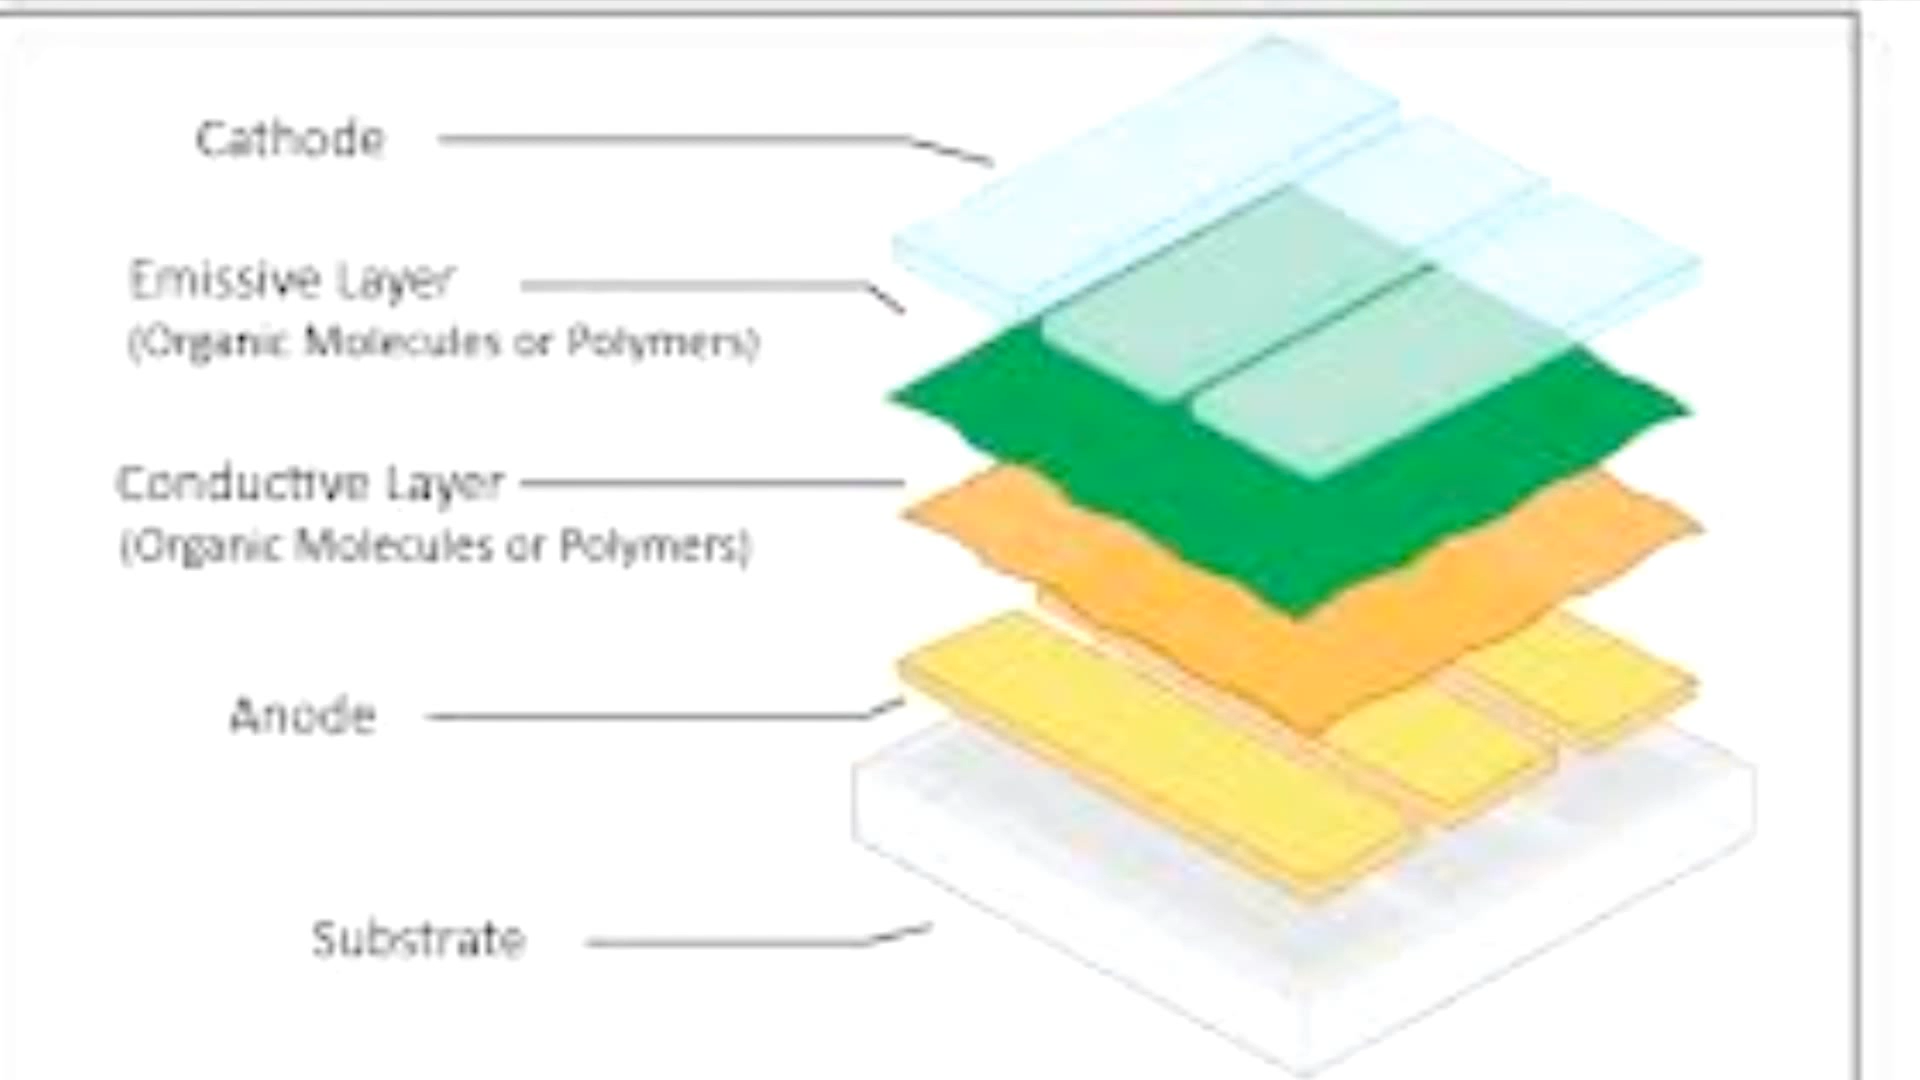 Cathode
Emissive Layer
(Organic Molecules or Polymers)
Conductive Layer
(Organic Molecules or Polymers)
Anode
Substrate